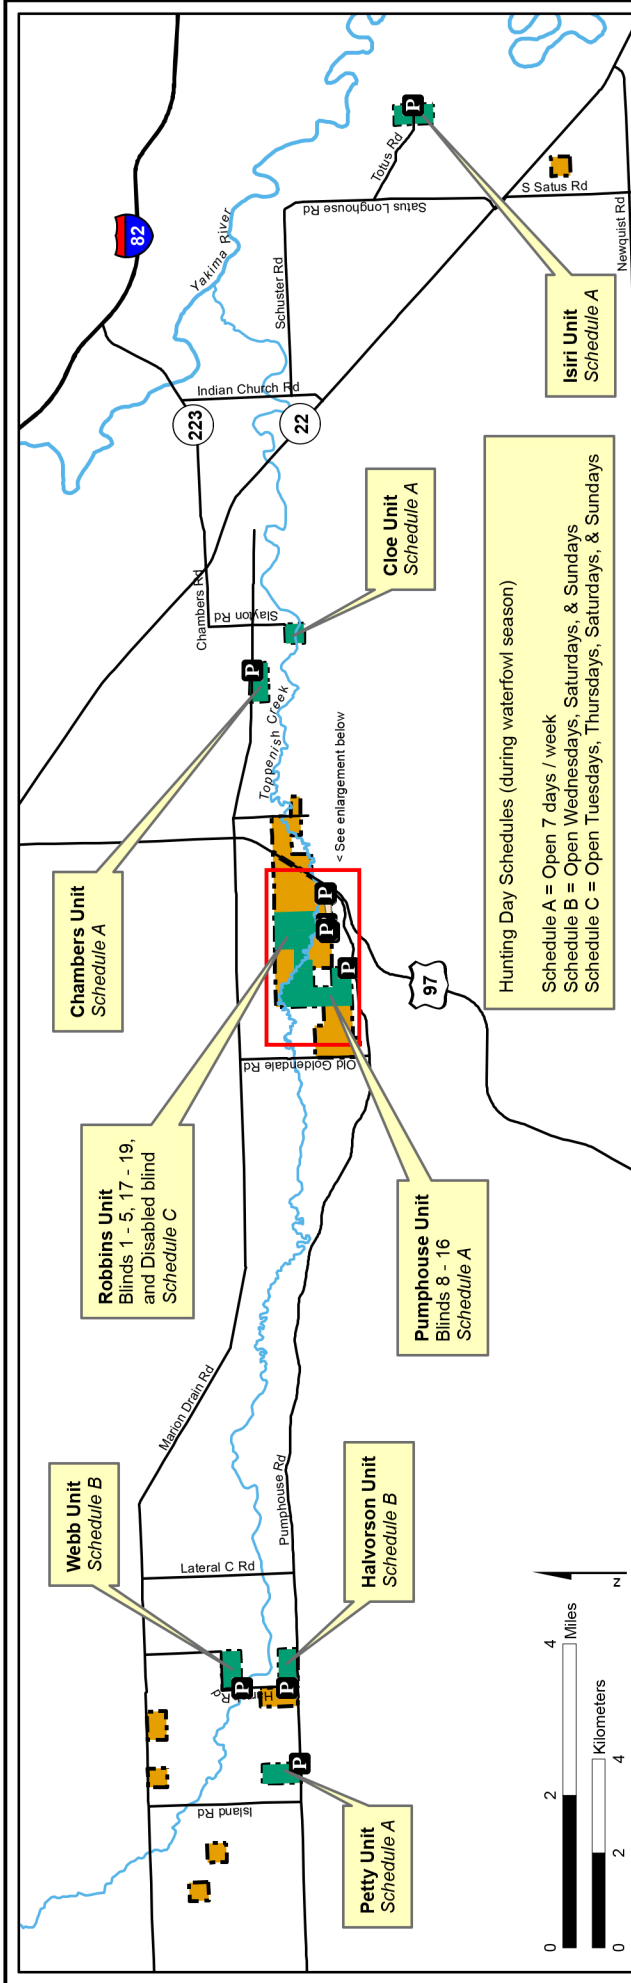 82
Yakima River
223
22
Indian Church Rd
Schuster Rd
Satus Longhouse Rd
Totus Rd
P
S Satus Rd
Newquist Rd
Isiri Unit
Schedule A
Cloe Unit
Schedule A
Chambers Rd
Slayton Rd
P
Toppenish Creek
Chambers Unit
Schedule A
< See enlargement below
P
P
P
97
Old Goldendale Rd
Robbins Unit
Blinds 1 - 5, 17 - 19,
and Disabled blind
Schedule C
Pumphouse Unit
Blinds 8 - 16
Schedule A
Hunting Day Schedules (during waterfowl season)
Schedule A = Open 7 days / week
Schedule B = Open Wednesdays, Saturdays, & Sundays
Schedule C = Open Tuesdays, Thursdays, Saturdays, & Sundays
Marion Drain Rd
Pumphouse Rd
Lateral C Rd
Webb Unit
Schedule B
Halvorson Unit
Schedule B
P
P
P
Rd
Island Rd
Petty Unit
Schedule A
0 2 4
Miles
Kilometers
0 2 4
N